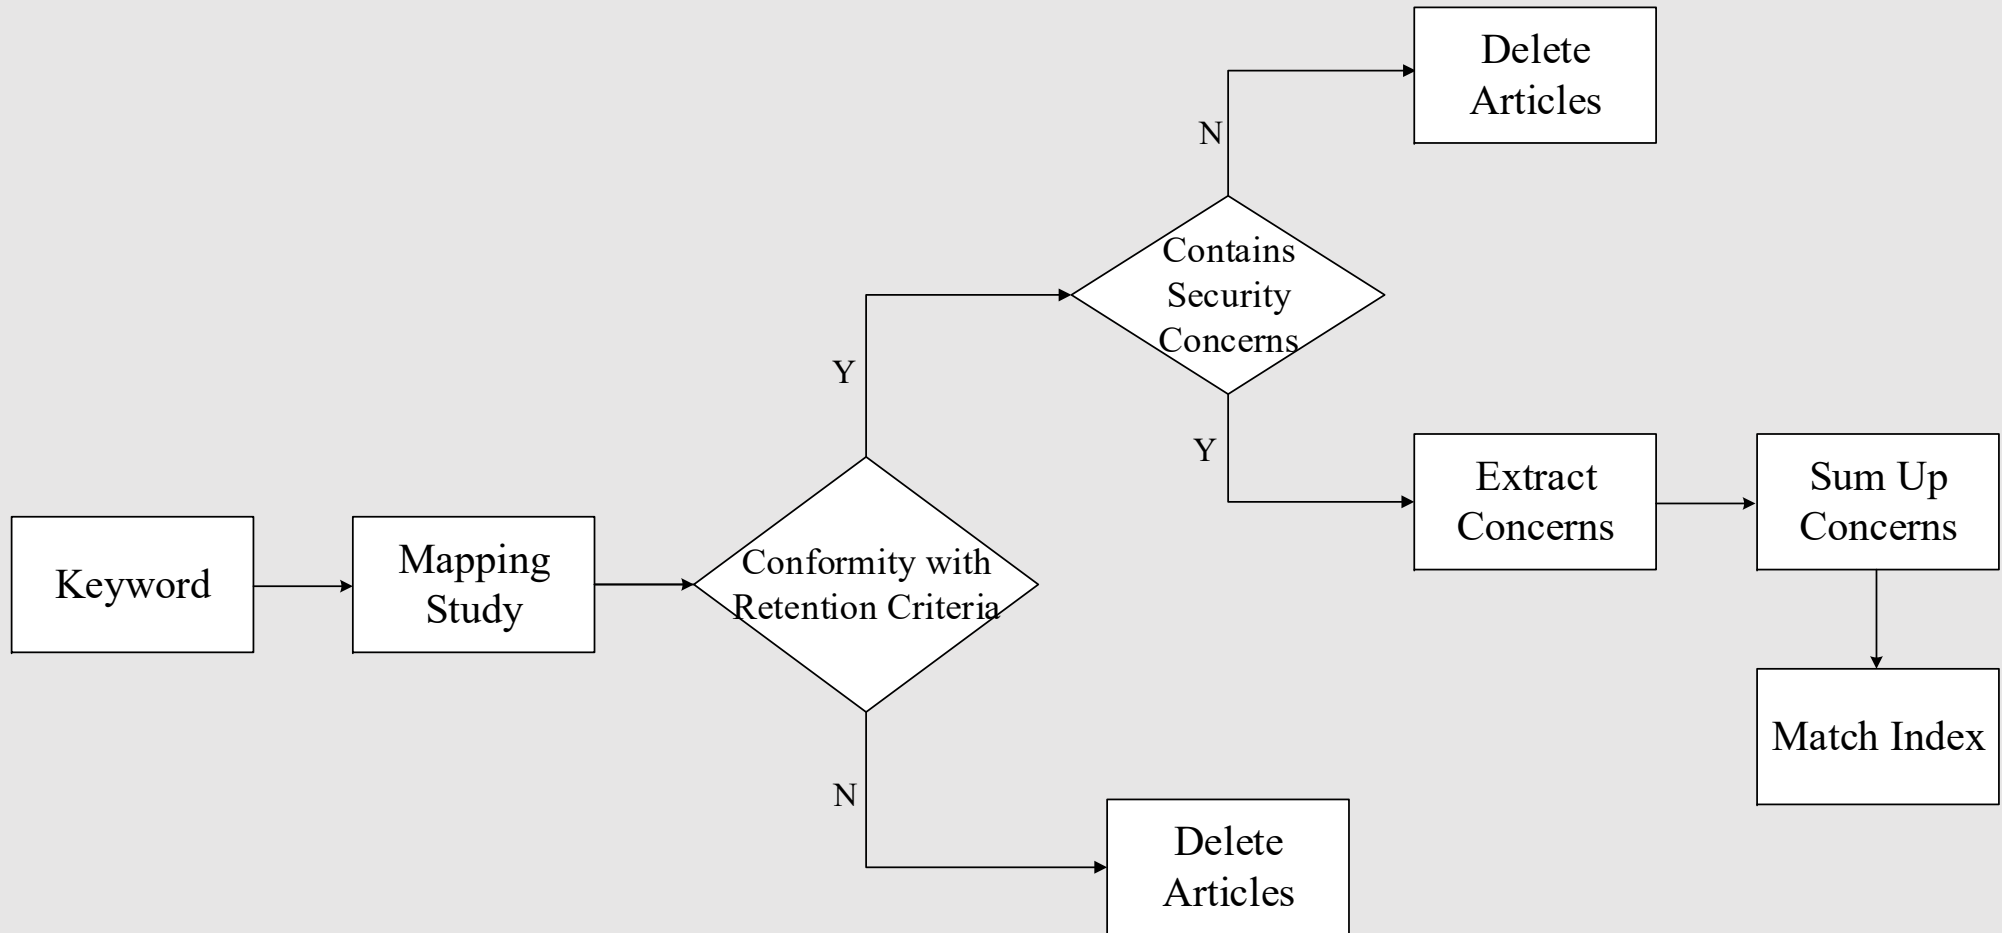 Keyword
Mapping
Study
Conformity with
Retention Criteria
Y
N
Contains
Security
Concerns
N
Y
Delete
Articles
Extract
Concerns
Sum Up
Concerns
Match Index
Delete
Articles